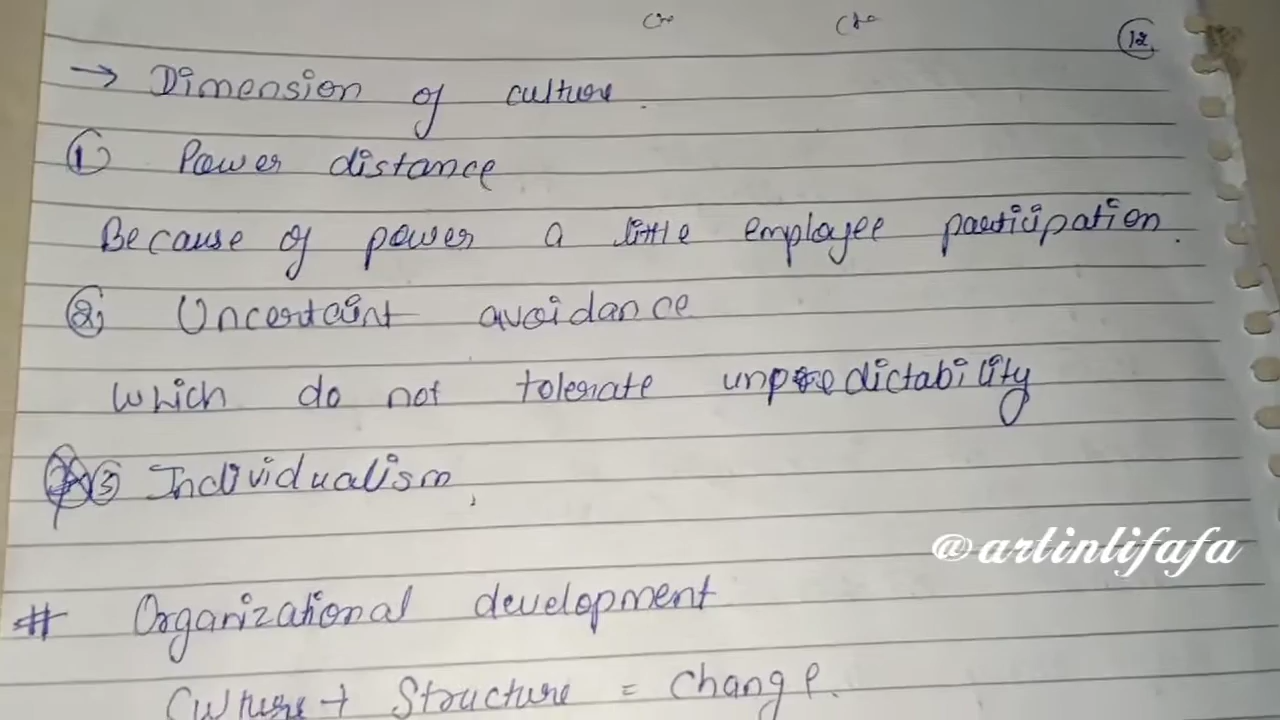 12
→ Dimension of culture.
① Power distance
Because of power a little employee participation.
② Uncertaint avoidance
which do not tolerate unpredictability
③ Individualism,
@artinlifafa
# Organizational development
Culture + Structure = Change.